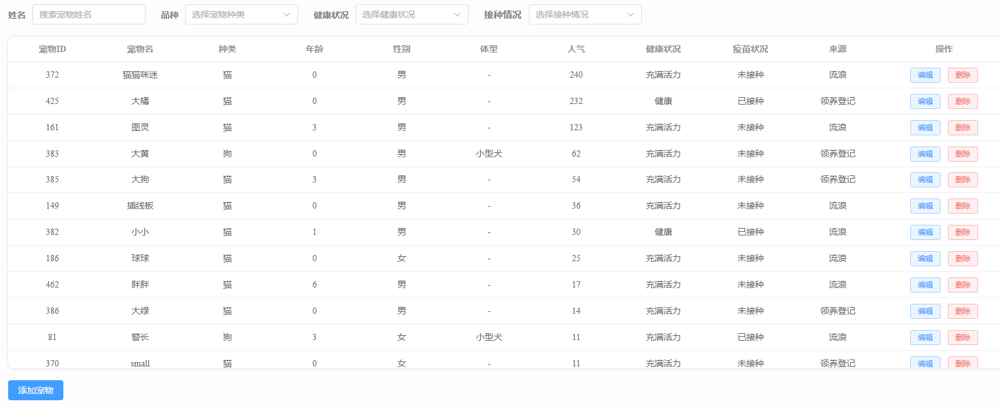 姓名 搜索宠物姓名 品种 选择宠物种类 健康状况 选择健康状况 接种情况 选择接种情况
宠物ID 宠物名 种类 年龄 性别 体型 人气 健康状况 疫苗状况 来源 操作
372 猫猫咪迷 猫 0 男 - 240 充满活力 未接种 流浪 编辑 删除
425 大橘 猫 0 男 - 232 健康 已接种 领养登记 编辑 删除
161 图灵 猫 3 男 - 123 充满活力 未接种 流浪 编辑 删除
383 大黄 狗 0 男 小型犬 62 充满活力 未接种 领养登记 编辑 删除
385 大狗 猫 3 男 - 54 充满活力 未接种 领养登记 编辑 删除
149 插线板 猫 0 男 - 36 充满活力 未接种 流浪 编辑 删除
382 小小 猫 1 男 - 30 健康 已接种 流浪 编辑 删除
186 球球 猫 0 女 - 25 充满活力 未接种 流浪 编辑 删除
462 胖胖 猫 6 男 - 17 充满活力 未接种 流浪 编辑 删除
386 大绿 猫 0 男 - 14 充满活力 未接种 领养登记 编辑 删除
81 警长 狗 3 女 小型犬 11 充满活力 已接种 流浪 编辑 删除
370 small 猫 0 女 - 11 充满活力 未接种 领养登记 编辑 删除
添加宠物